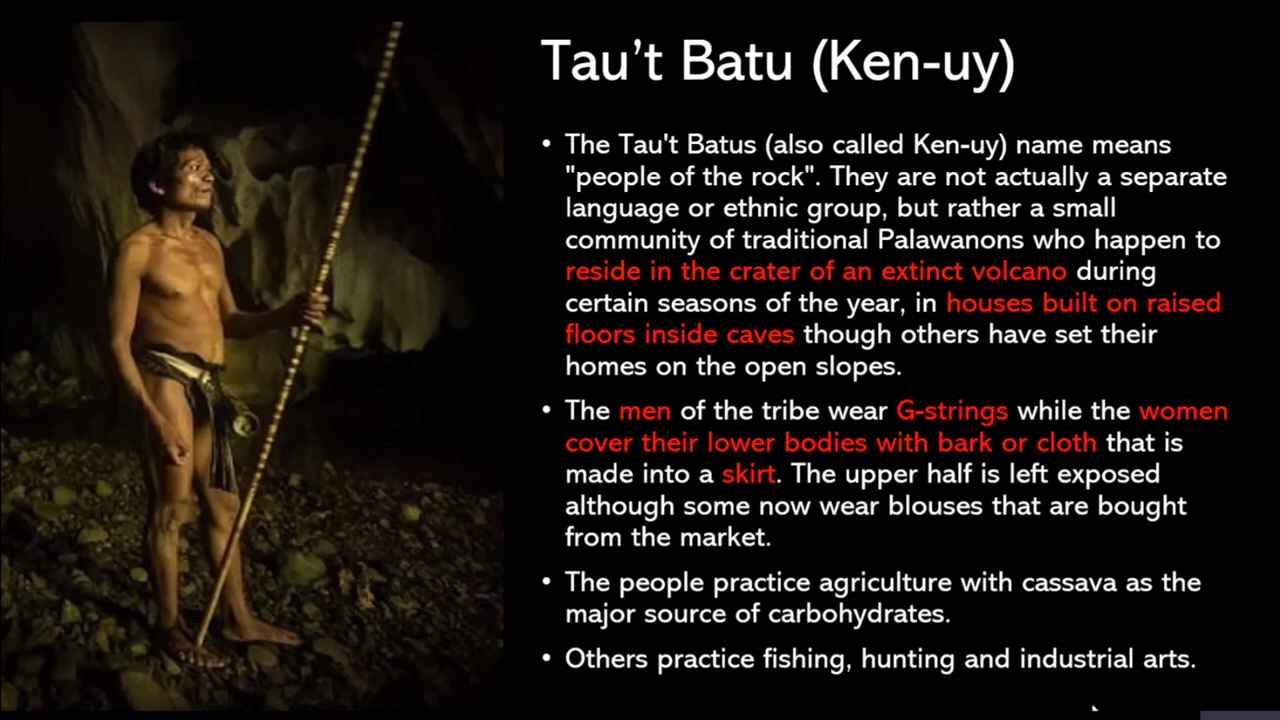 Tau't Batu (Ken-uy)
• The Tau't Batus (also called Ken-uy) name means
"people of the rock". They are not actually a separate
language or ethnic group, but rather a small
community of traditional Palawanons who happen to
reside in the crater of an extinct volcano during
certain seasons of the year, in houses built on raised
floors inside caves though others have set their
homes on the open slopes.
• The men of the tribe wear G-strings while the women
cover their lower bodies with bark or cloth that is
made into a skirt. The upper half is left exposed
although some now wear blouses that are bought
from the market.
• The people practice agriculture with cassava as the
major source of carbohydrates.
• Others practice fishing, hunting and industrial arts.